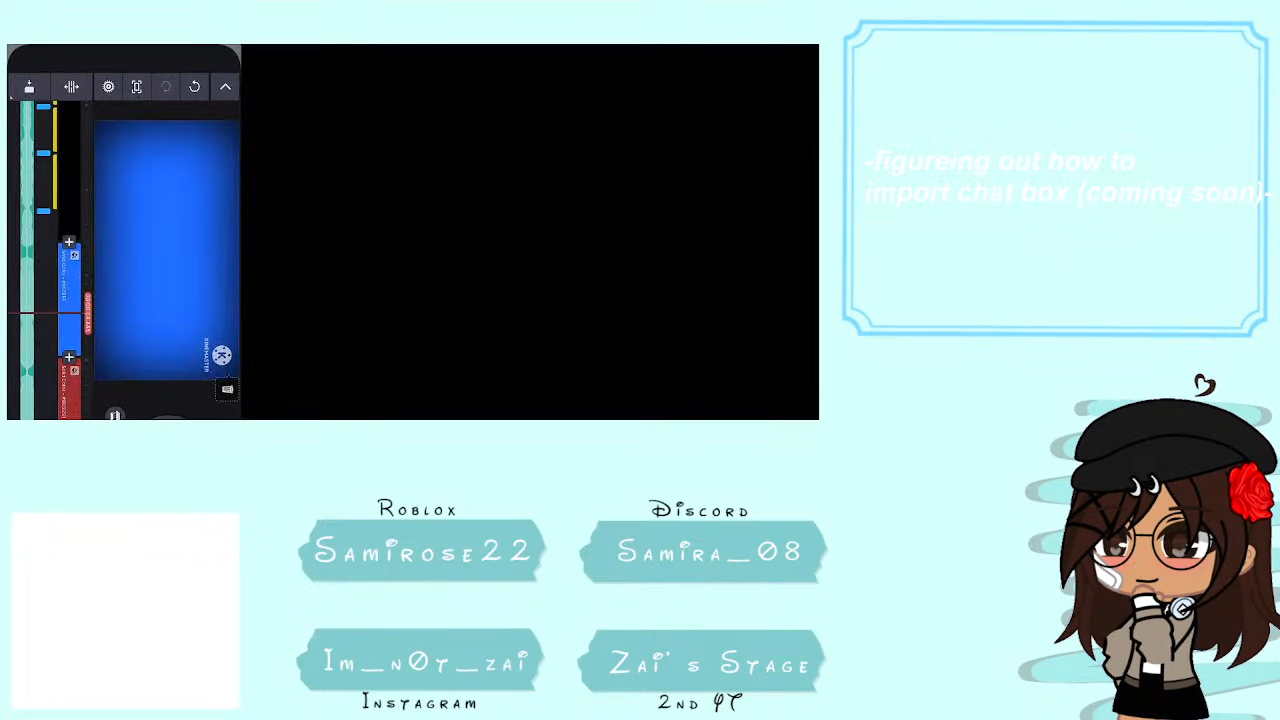 -figureing out how to
import chat box (coming soon)-
KINEMASTER
Roblox
Samirose22
Discord
Samira_08
Im_n0t_zai
Instagram
Zai's Stage
2nd YT